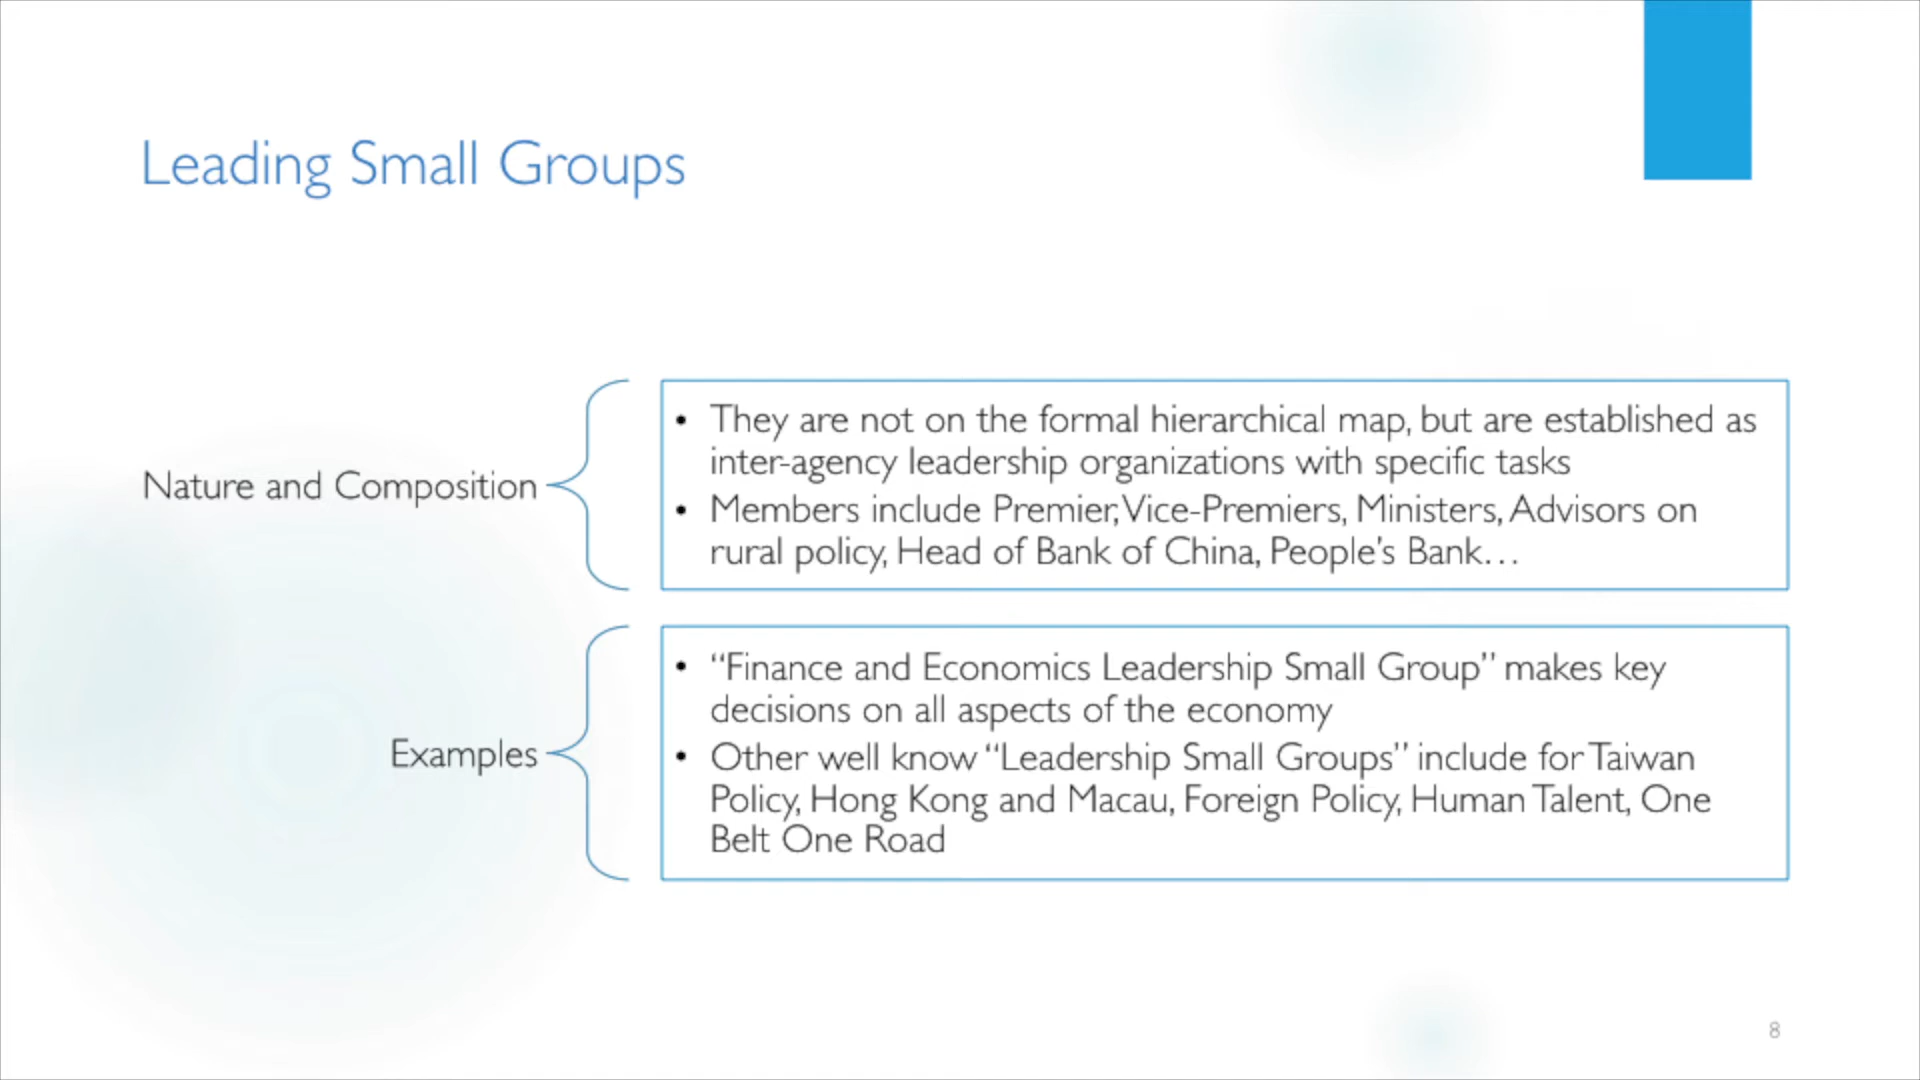 Leading Small Groups
Nature and Composition
• They are not on the formal hierarchical map, but are established as
inter-agency leadership organizations with specific tasks
• Members include Premier, Vice-Premiers, Ministers, Advisors on
rural policy, Head of Bank of China, People’s Bank…
Examples
• “Finance and Economics Leadership Small Group” makes key
decisions on all aspects of the economy
• Other well know “Leadership Small Groups” include for Taiwan
Policy, Hong Kong and Macau, Foreign Policy, Human Talent, One
Belt One Road
8